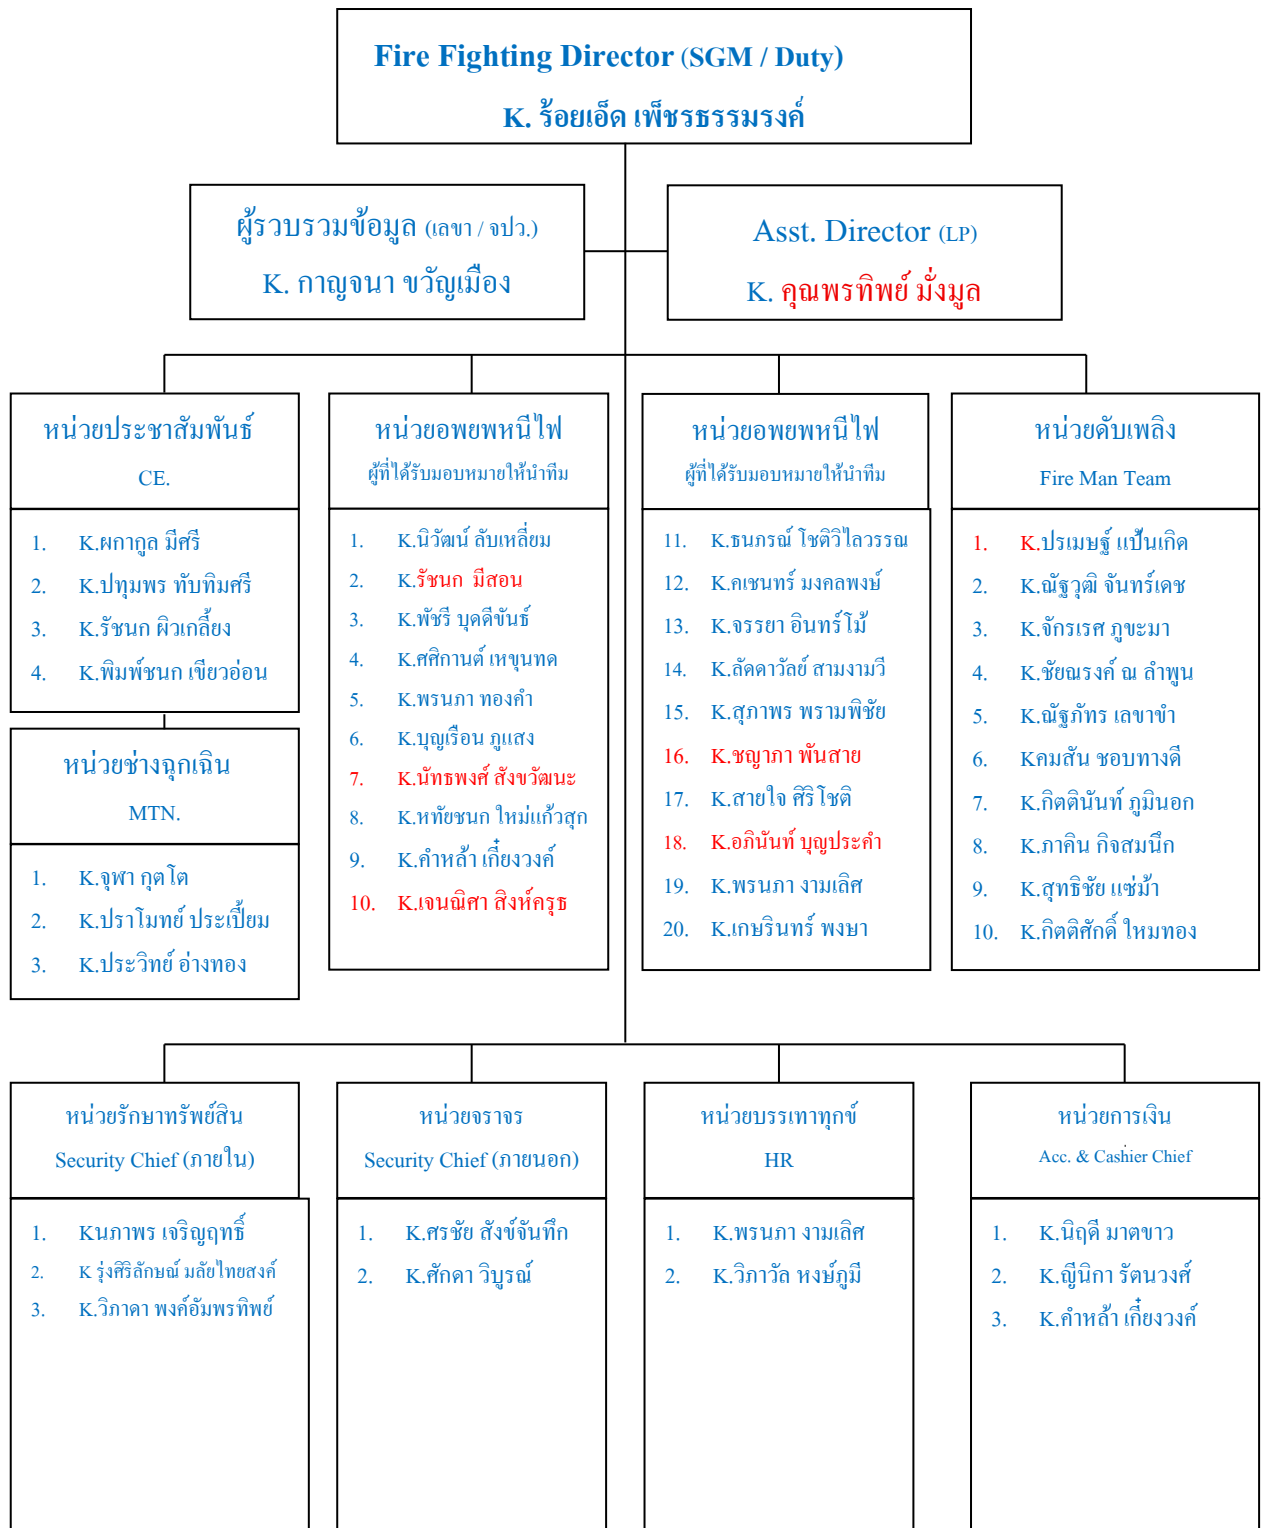 Fire Fighting Director (SGM / Duty)
K. ร้อยเอ็ด เพ็ชรธรรมรงค์
ผู้รวบรวมข้อมูล (เลขา / จปว.)
K. กาญจนา ขวัญเมือง
Asst. Director (LP)
K. คุณพรทิพย์ มั่งมูล
หน่วยประชาสัมพันธ์
CE.
1. K.ผกากูล มีศรี
2. K.ปทุมพร ทับทิมศรี
3. K.รัชนก ผิวเกลี้ยง
4. K.พิมพ์ชนก เขียวอ่อน
หน่วยช่างฉุกเฉิน
MTN.
1. K.จุฬา กุตโต
2. K.ปราโมทย์ ประเปี้ยม
3. K.ประวิทย์ อ่างทอง
หน่วยอพยพหนีไฟ
ผู้ที่ได้รับมอบหมายให้นำทีม
1. K.นิวัฒน์ ลับเหลี่ยม
2. K.รัชนก มีสอน
3. K.พัชรี บุดดีขันธ์
4. K.ศศิกานต์ เหขุนทด
5. K.พรนภา ทองคำ
6. K.บุญเรือน ภูแสง
7. K.นัทธพงศ์ สังขวัฒนะ
8. K.หทัยชนก ใหม่แก้วสุก
9. K.คำหล้า เกี๋ยงวงค์
10. K.เจนณิศา สิงห์ครุธ
หน่วยอพยพหนีไฟ
ผู้ที่ได้รับมอบหมายให้นำทีม
11. K.ธนภรณ์ โชติวิไลวรรณ
12. K.คเชนทร์ มงคลพงษ์
13. K.จรรยา อินทร์โม้
14. K.ลัดดาวัลย์ สามงามวี
15. K.สุภาพร พรามพิชัย
16. K.ชญาภา พันสาย
17. K.สายใจ ศิริโชติ
18. K.อภินันท์ บุญประคำ
19. K.พรนภา งามเลิศ
20. K.เกษรินทร์ พงษา
หน่วยดับเพลิง
Fire Man Team
1. K.ปรเมษฐ์ แป้นเกิด
2. K.ณัฐวุฒิ จันทร์เดช
3. K.จักรเรศ ภูขะมา
4. K.ชัยณรงค์ ณ ลำพูน
5. K.ณัฐภัทร เลขาขำ
6. Kคมสัน ชอบทางดี
7. K.กิตตินันท์ ภูมินอก
8. K.ภาคิน กิจสมนึก
9. K.สุทธิชัย แซ่ม้า
10. K.กิตติศักดิ์ ใหมทอง
หน่วยรักษาทรัพย์สิน
Security Chief (ภายใน)
1. Kนภาพร เจริญฤทธิ์
2. K รุ่งศิริลักษณ์ มลัยไทยสงค์
3. K.วิภาดา พงค์อัมพรทิพย์
หน่วยจราจร
Security Chief (ภายนอก)
1. K.ศรชัย สังข์จันทึก
2. K.ศักดา วิบูรณ์
หน่วยบรรเทาทุกข์
HR
1. K.พรนภา งามเลิศ
2. K.วิภาวัล หงษ์ภูมี
หน่วยการเงิน
Acc. & Cashier Chief
1. K.นิฤดี มาตขาว
2. K.ญีนิกา รัตนวงศ์
3. K.คำหล้า เกี๋ยงวงค์